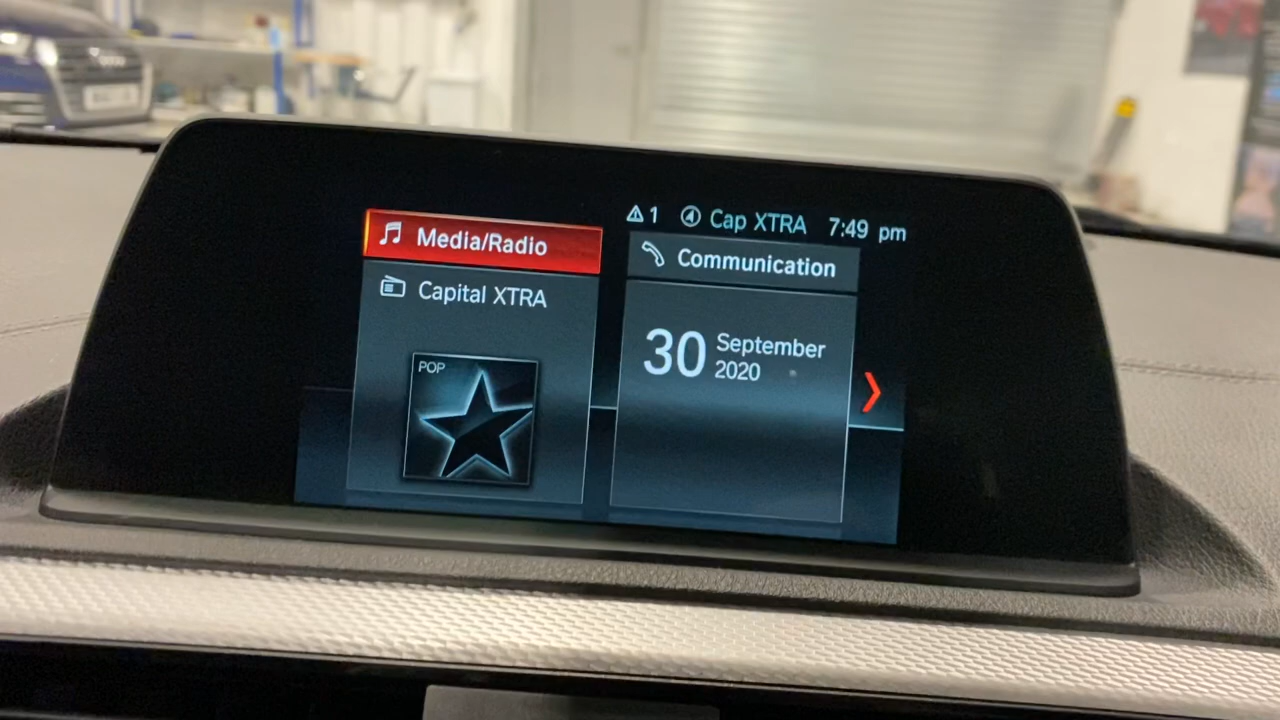 1 Cap XTRA 7:49 pm
Media/Radio
Capital XTRA
POP
Communication
30 September
2020